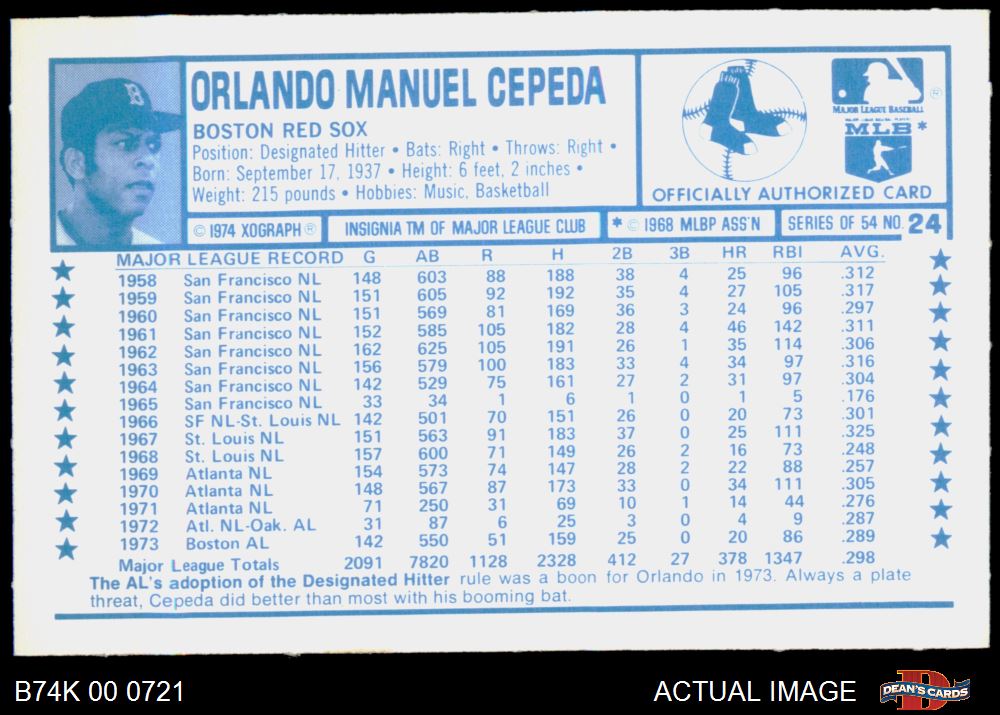 ORLANDO MANUEL CEPEDA
BOSTON RED SOX
Position: Designated Hitter • Bats: Right • Throws: Right •
Born: September 17, 1937 • Height: 6 feet, 2 inches •
Weight: 215 pounds • Hobbies: Music, Basketball
B
MAJOR LEAGUE BASEBALL ®
MLB *
OFFICIALLY AUTHORIZED CARD
© 1974 XOGRAPH ® INSIGNIA TM OF MAJOR LEAGUE CLUB * © 1968 MLBP ASS'N SERIES OF 54 NO. 24
MAJOR LEAGUE RECORD G AB R H 2B 3B HR RBI AVG.
1958 San Francisco NL 148 603 88 188 38 4 25 96 .312
1959 San Francisco NL 151 605 92 192 35 4 27 105 .317
1960 San Francisco NL 151 569 81 169 36 3 24 96 .297
1961 San Francisco NL 152 585 105 182 28 4 46 142 .311
1962 San Francisco NL 162 625 105 191 26 1 35 114 .306
1963 San Francisco NL 156 579 100 183 33 4 34 97 .316
1964 San Francisco NL 142 529 75 161 27 2 31 97 .304
1965 San Francisco NL 33 34 1 6 1 0 1 5 .176
1966 SF NL-St. Louis NL 142 501 70 151 26 0 20 73 .301
1967 St. Louis NL 151 563 91 183 37 0 25 111 .325
1968 St. Louis NL 157 600 71 149 26 2 16 73 .248
1969 Atlanta NL 154 573 74 147 28 2 22 88 .257
1970 Atlanta NL 148 567 87 173 33 0 34 111 .305
1971 Atlanta NL 71 250 31 69 10 1 14 44 .276
1972 Atl. NL-Oak. AL 31 87 6 25 3 0 4 9 .287
1973 Boston AL 142 550 51 159 25 0 20 86 .289
Major League Totals 2091 7820 1128 2328 412 27 378 1347 .298
The AL's adoption of the Designated Hitter rule was a boon for Orlando in 1973. Always a plate
threat, Cepeda did better than most with his booming bat.
B74K 00 0721
ACTUAL IMAGE
D
DEAN'S CARDS